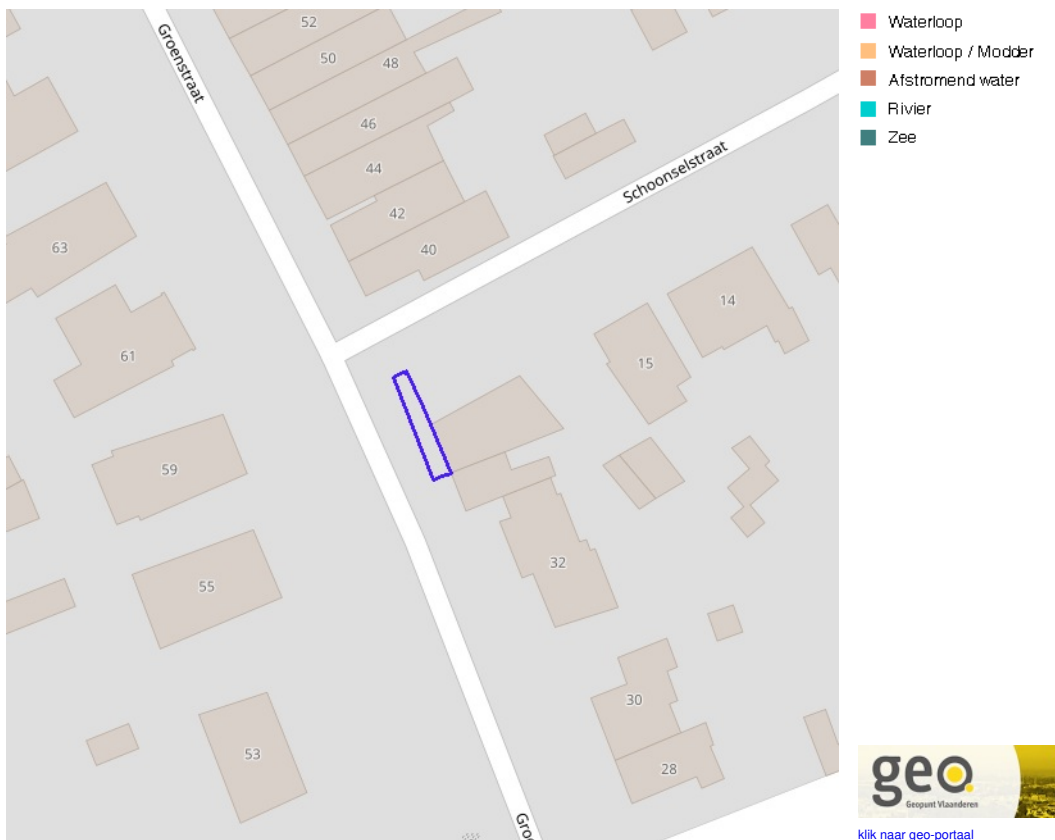 Groenstraat
52
50
48
46
44
42
40
Schoonselstraat
63
61
59
55
53
14
15
32
30
28
Gro
Waterloop
Waterloop / Modder
Afstromend water
Rivier
Zee
geo.
Geopunt Vlaanderen
klik naar geo-portaal